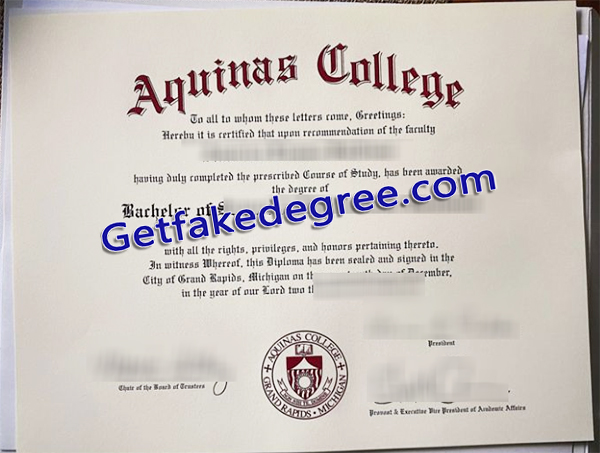 Aquinas College
To all to whom these letters come, Greetings:
Hereby it is certified that upon recommendation of the faculty
having duly completed the prescribed Course of Study, has been awarded
the degree of
Bachelor of S
Getfakedegree.com
with all the rights, privileges, and honors pertaining thereto.
In witness Whereof, this Diploma has been sealed and signed in the
City of Grand Rapids, Michigan on the day of December,
in the year of our Lord two th
President
AQUINAS COLLEGE
GRAND RAPIDS • MICHIGAN
Chair of the Board of Trustees
Provost & Executive Vice President of Academic Affairs